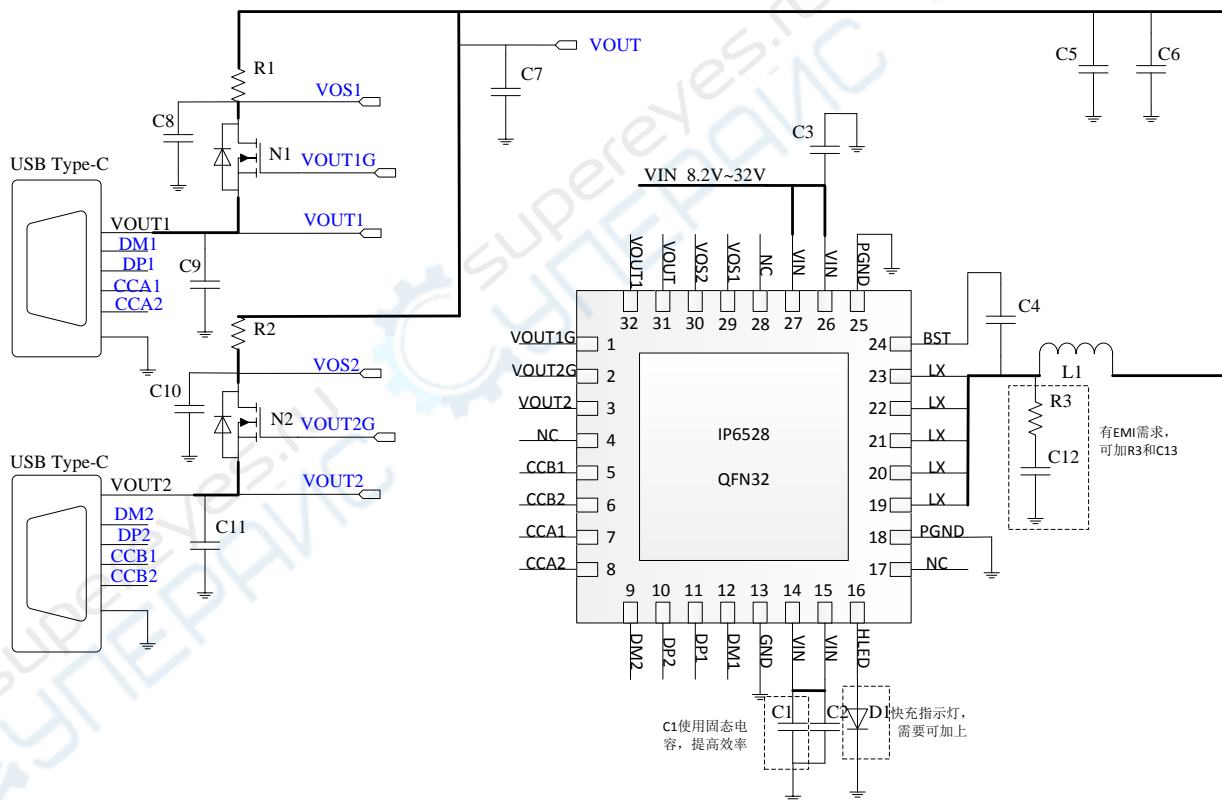 R1
VOS1
C8
N1
VOUT1G
USB Type-C
VOUT1
VOUT1
DM1
DP1
CCA1
CCA2
C9
VOUT
C7
C5
C6
R2
VOS2
C10
N2
VOUT2G
USB Type-C
VOUT2
VOUT2
DM2
DP2
CCB1
CCB2
C11
C3
VIN 8.2V~32V
VOUT1
VOUT
VOS2
VOS1
NC
VIN
VIN
PGND
32
31
30
29
28
27
26
25
VOUT1G
1
VOUT2G
2
VOUT2
3
NC
4
CCB1
5
CCB2
6
CCA1
7
CCA2
8
IP6528
QFN32
24
BST
23
LX
22
LX
21
LX
20
LX
19
LX
18
PGND
17
NC
C4
L1
R3
C12
有EMI需求，
可加R3和C13
9
10
11
12
13
14
15
16
DM2
DP2
DP1
DM1
GND
VIN
VIN
HLED
C1
C2
D1
C1使用固态电
容，提高效率
快充指示灯，
需要可加上
supereyes.ru
СУПЕРАЙС
supereyes.ru
СУПЕРАЙС